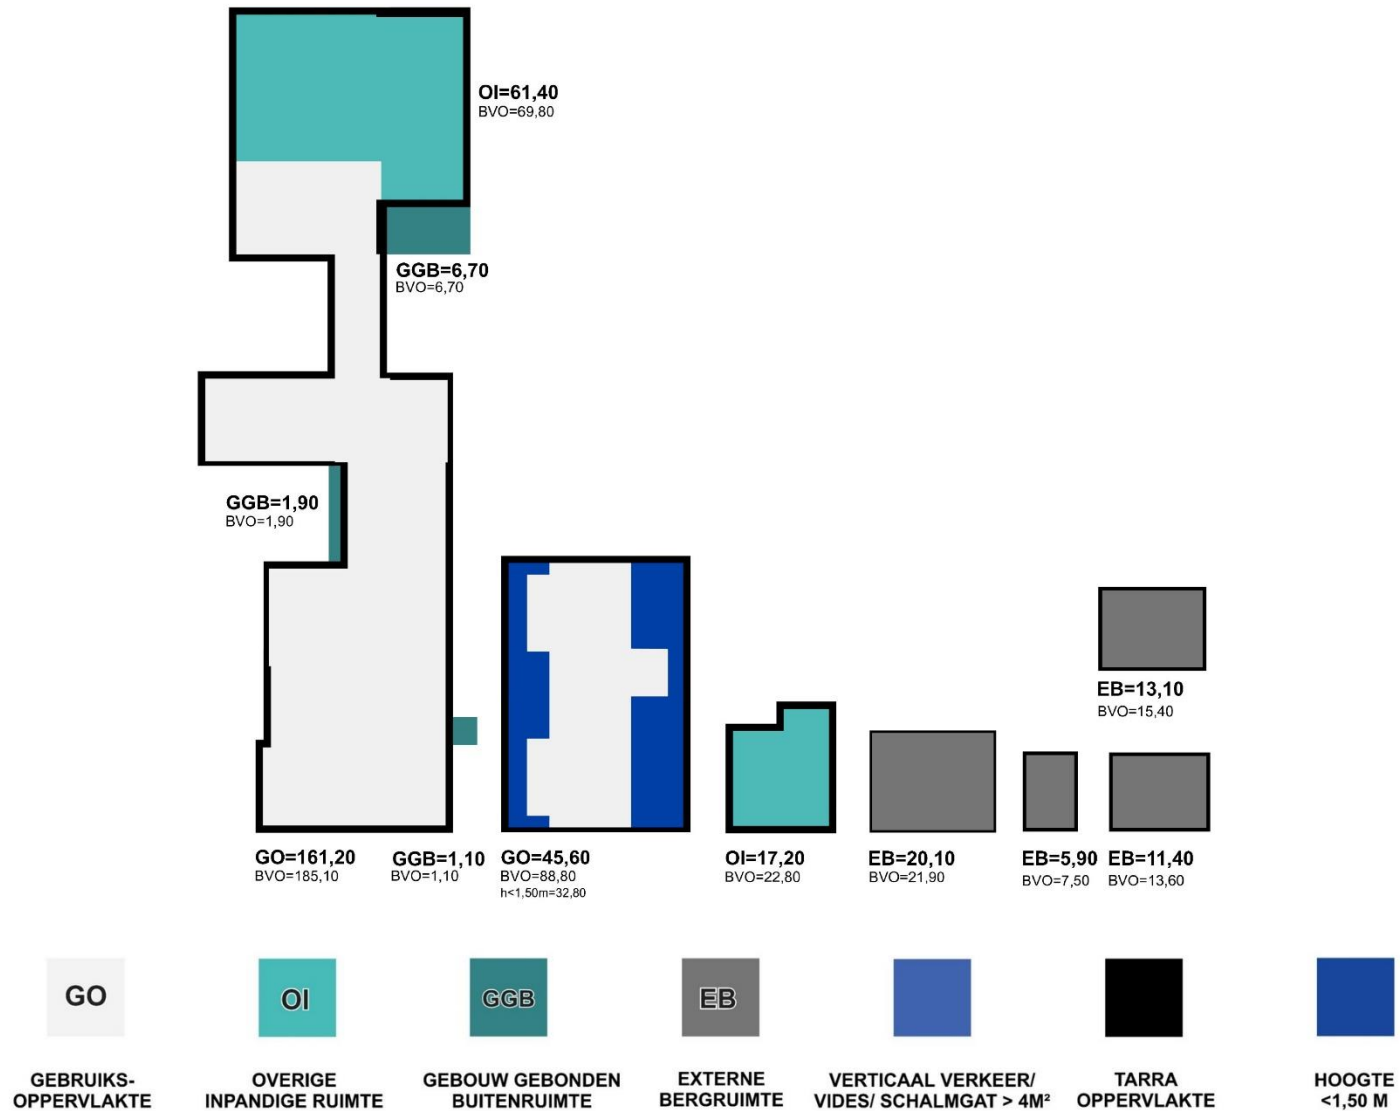 OI=61,40
BVO=69,80
GGB=6,70
BVO=6,70
GGB=1,90
BVO=1,90
EB=13,10
BVO=15,40
GO=161,20
BVO=185,10
GGB=1,10
BVO=1,10
GO=45,60
BVO=88,80
h<1,50m=32,80
OI=17,20
BVO=22,80
EB=20,10
BVO=21,90
EB=5,90
BVO=7,50
EB=11,40
BVO=13,60
GO
OI
GGB
EB
GEBRUIKS-
OPPERVLAKTE
OVERIGE
INPANDIGE RUIMTE
GEBOUW GEBONDEN
BUITENRUIMTE
EXTERNE
BERGRUIMTE
VERTICAAL VERKEER/
VIDES/ SCHALMGAT > 4M²
TARRA
OPPERVLAKTE
HOOGTE
<1,50 M